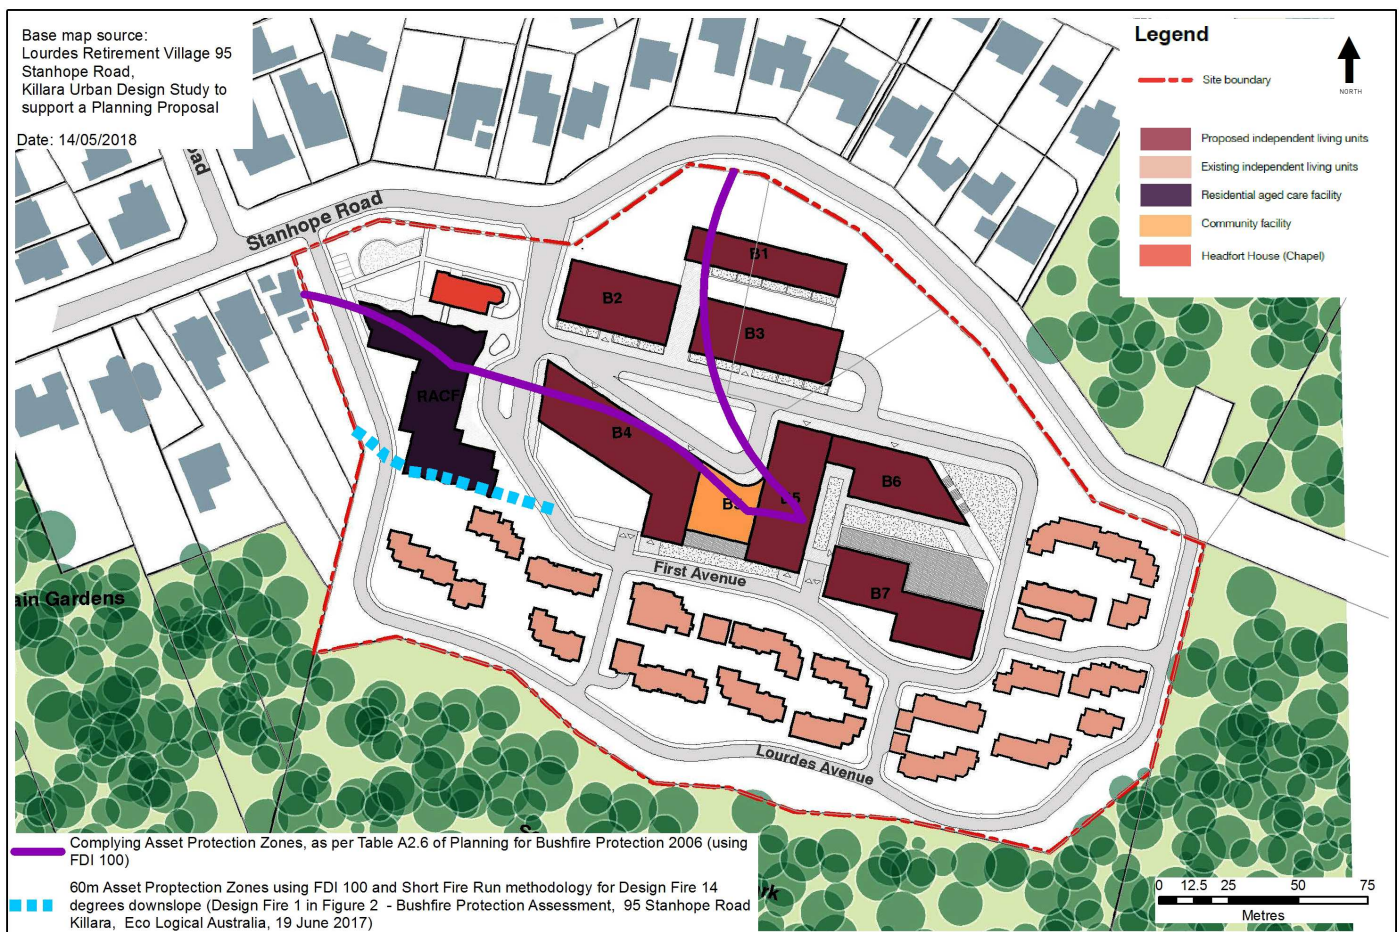 Base map source:
Lourdes Retirement Village 95
Stanhope Road,
Killara Urban Design Study to
support a Planning Proposal
Date: 14/05/2018
Legend
Site boundary
NORTH
Proposed independent living units
Existing independent living units
Residential aged care facility
Community facility
Headfort House (Chapel)
Stanhope Road
B1
B2
B3
RACF
B4
B5
B6
B7
First Avenue
Lourdes Avenue
ain Gardens
Complying Asset Protection Zones, as per Table A2.6 of Planning for Bushfire Protection 2006 (using
FDI 100)
60m Asset Proptection Zones using FDI 100 and Short Fire Run methodology for Design Fire 14
degrees downslope (Design Fire 1 in Figure 2 - Bushfire Protection Assessment, 95 Stanhope Road
Killara, Eco Logical Australia, 19 June 2017)
0 12.5 25 50 75
Metres